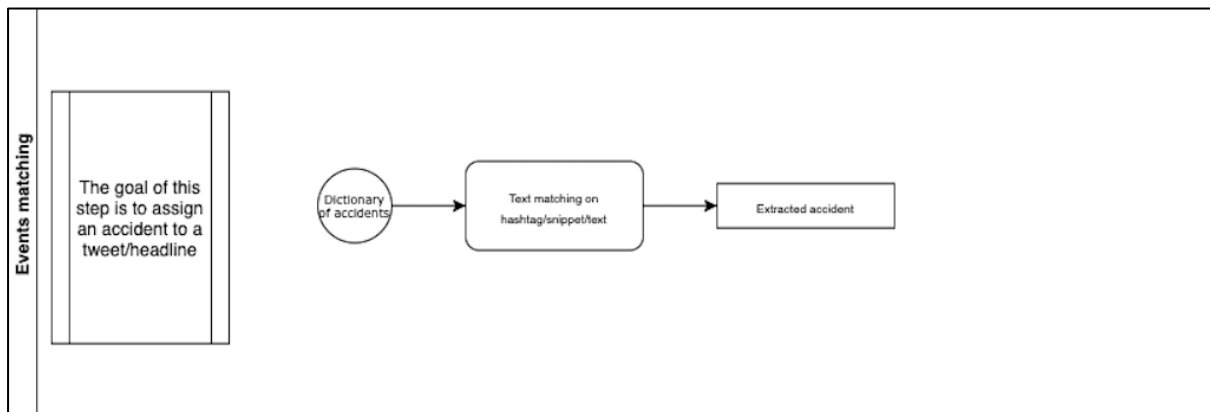 Events matching
The goal of this
step is to assign
an accident to a
tweet/headline
Dictionary
of accidents
Text matching on
hashtag/snippet/text
Extracted accident